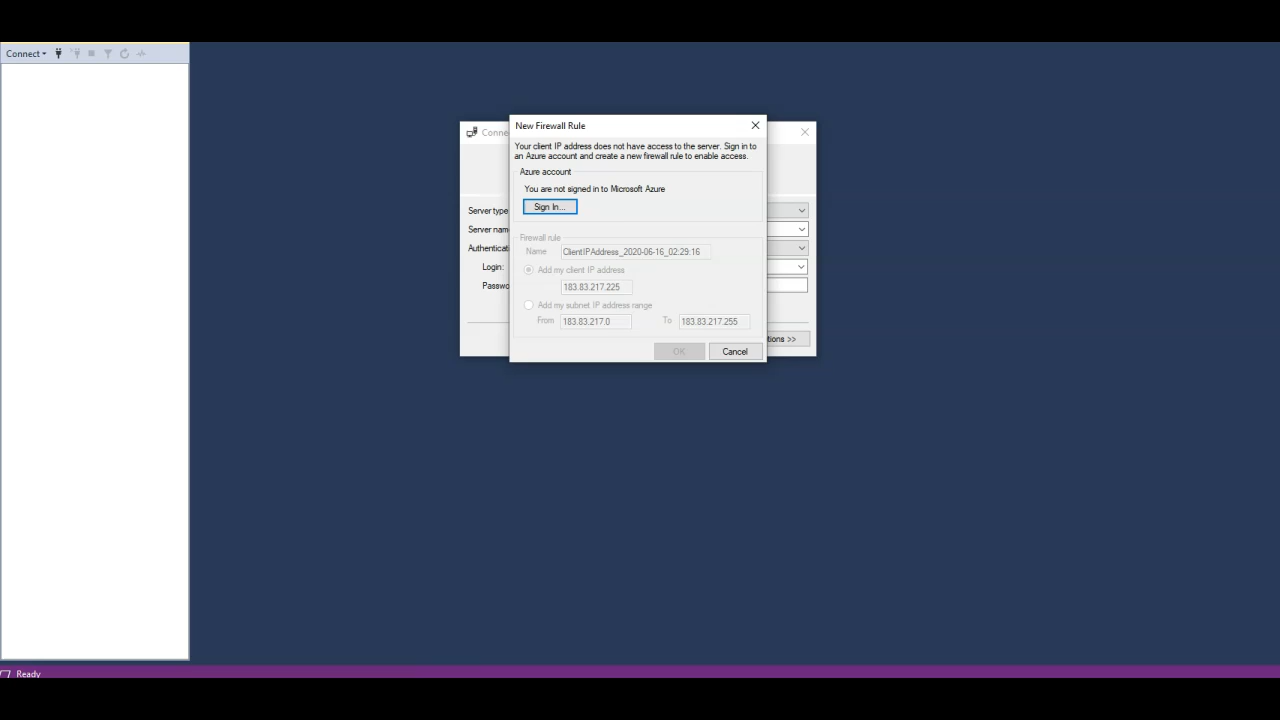 Connect
Conne
New Firewall Rule
Your client IP address does not have access to the server. Sign in to
an Azure account and create a new firewall rule to enable access.
Azure account
You are not signed in to Microsoft Azure
Sign In...
Server type
Server nam
Firewall rule
Authenticat
Name ClientIPAddress_2020-06-16_02:29:16
Login:
Add my client IP address
Passwo
183.83.217.225
Add my subnet IP address range
From 183.83.217.0 To 183.83.217.255
tions >>
OK Cancel
Ready